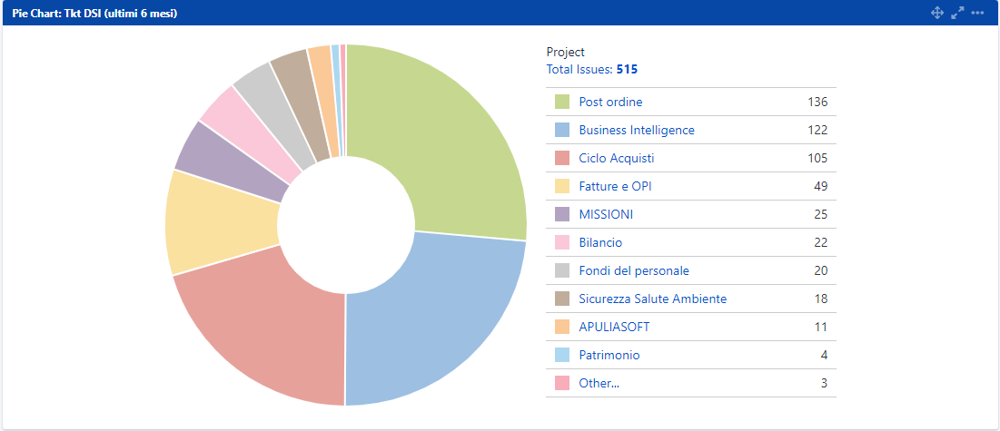 Pie Chart: Tkt DSI (ultimi 6 mesi)
Project
Total Issues: 515
Post ordine 136
Business Intelligence 122
Ciclo Acquisti 105
Fatture e OPI 49
MISSIONI 25
Bilancio 22
Fondi del personale 20
Sicurezza Salute Ambiente 18
APULIASOFT 11
Patrimonio 4
Other... 3